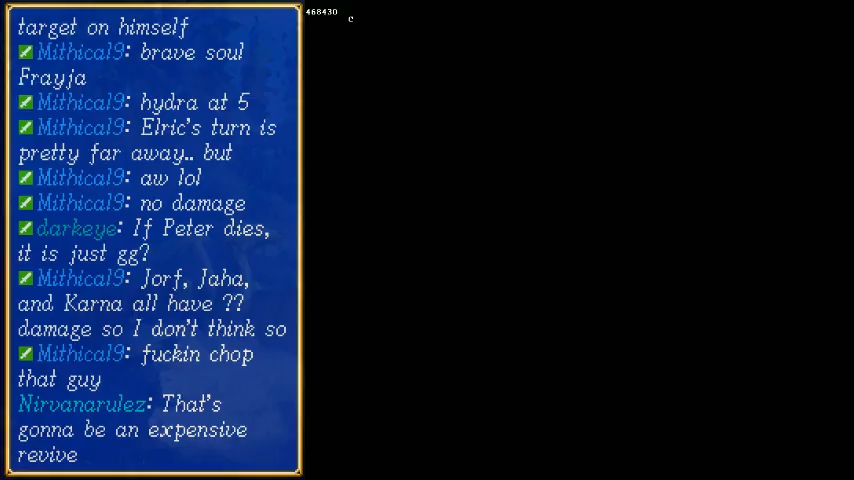 target on himself
Mithical9: brave soul
Frayja
Mithical9: hydra at 5
Mithical9: Elric's turn is
pretty far away.. but
Mithical9: aw lol
Mithical9: no damage
darkeye: If Peter dies,
it is just gg?
Mithical9: Jorf, Jaha,
and Karna all have ??
damage so I don't think so
Mithical9: fuckin chop
that guy
Nirvanarulez: That's
gonna be an expensive
revive
468430
c